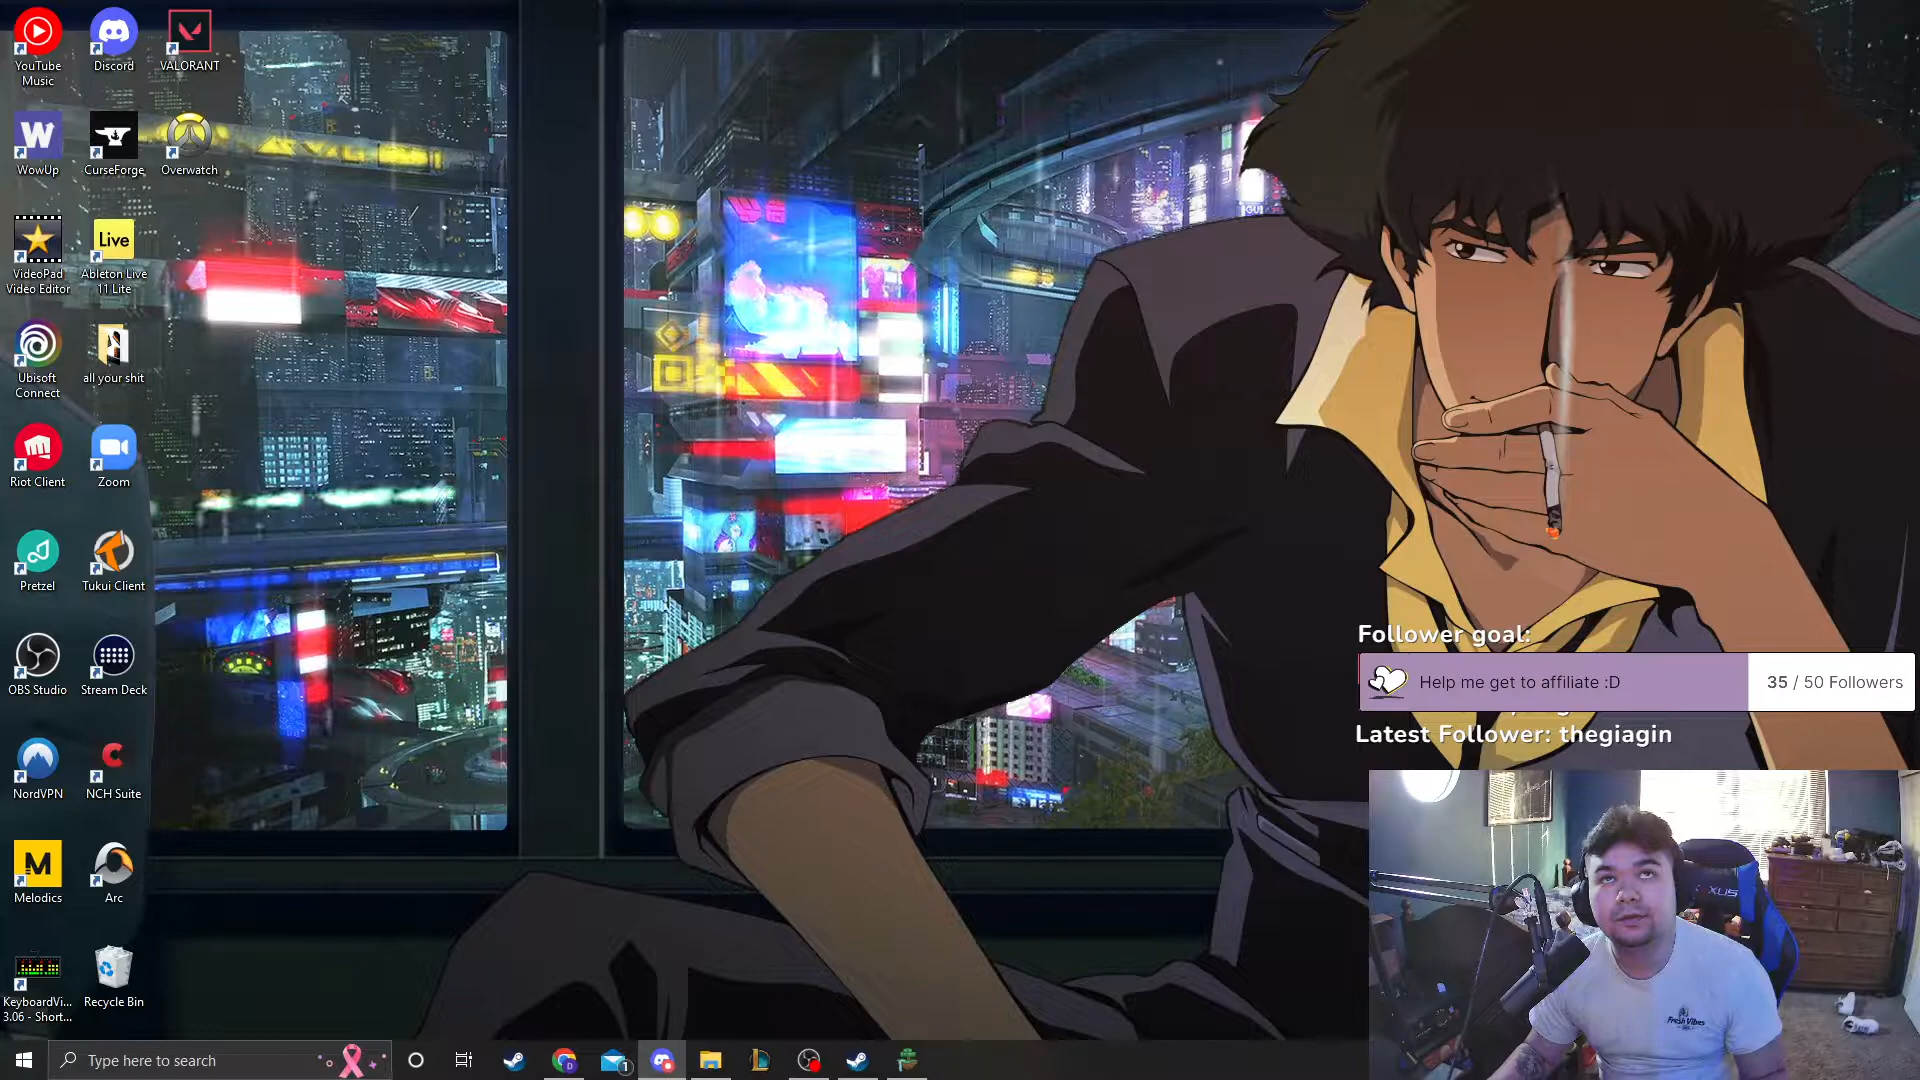 YouTube
Music
Discord
VALORANT
WowUp
CurseForge
Overwatch
VideoPad
Video Editor
Live
Ableton Live
11 Lite
Ubisoft
Connect
all your shit
Riot Client
Zoom
Pretzel
Tukui Client
OBS Studio
Stream Deck
NordVPN
NCH Suite
M
Melodics
Arc
KeyboardVi...
3.06 - Short...
Recycle Bin
Follower goal:
Help me get to affiliate :D
35 / 50 Followers
Latest Follower: thegiagin
Fresh Vibes
Type here to search
1